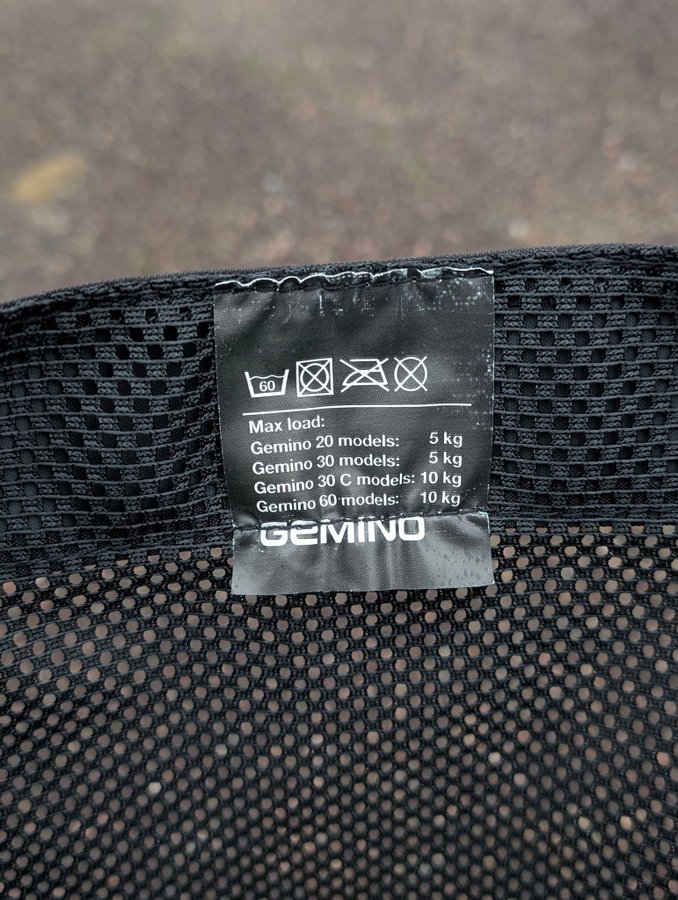 60
Max load:
Gemino 20 models: 5 kg
Gemino 30 models: 5 kg
Gemino 30 C models: 10 kg
Gemino 60 models: 10 kg
GEMINO